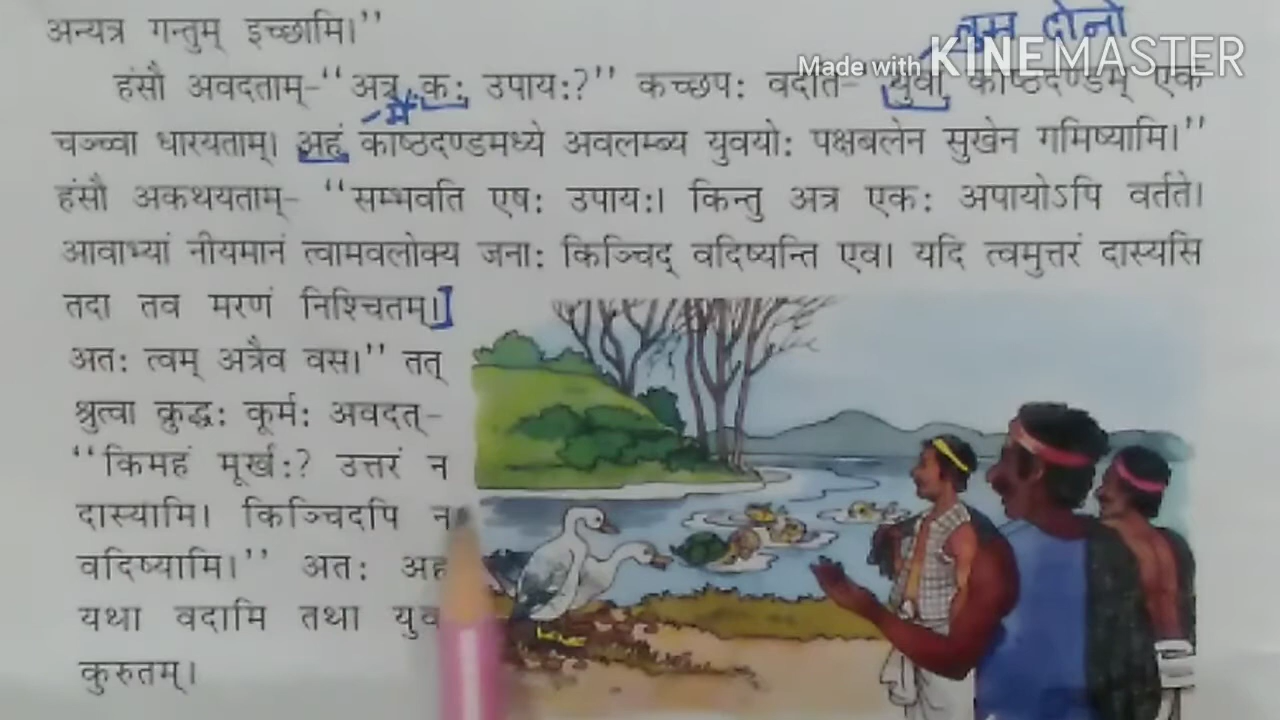 अन्यत्र गन्तुम् इच्छामि।”
तुम दोनो
Made with KINEMASTER
हंसौ अवदताम्-“अत्र कः उपायः?” कच्छपः वदति- युवां काष्ठदण्डम् एकं
मैं
चञ्च्वा धारयताम्। अहं काष्ठदण्डमध्ये अवलम्ब्य युवयोः पक्षबलेन सुखेन गमिष्यामि।”
हंसौ अकथयताम्- “सम्भवति एषः उपायः। किन्तु अत्र एकः अपायोऽपि वर्तते।
आवाभ्यां नीयमानं त्वामवलोक्य जनाः किञ्चिद् वदिष्यन्ति एव। यदि त्वमुत्तरं दास्यसि
तदा तव मरणं निश्चितम्।]
अतः त्वम् अत्रैव वस।” तत्
श्रुत्वा क्रुद्धः कूर्मः अवदत्-
“किमहं मूर्खः? उत्तरं न
दास्यामि। किञ्चिदपि न
वदिष्यामि।” अतः
यथा वदामि तथा
कुरुतम्।